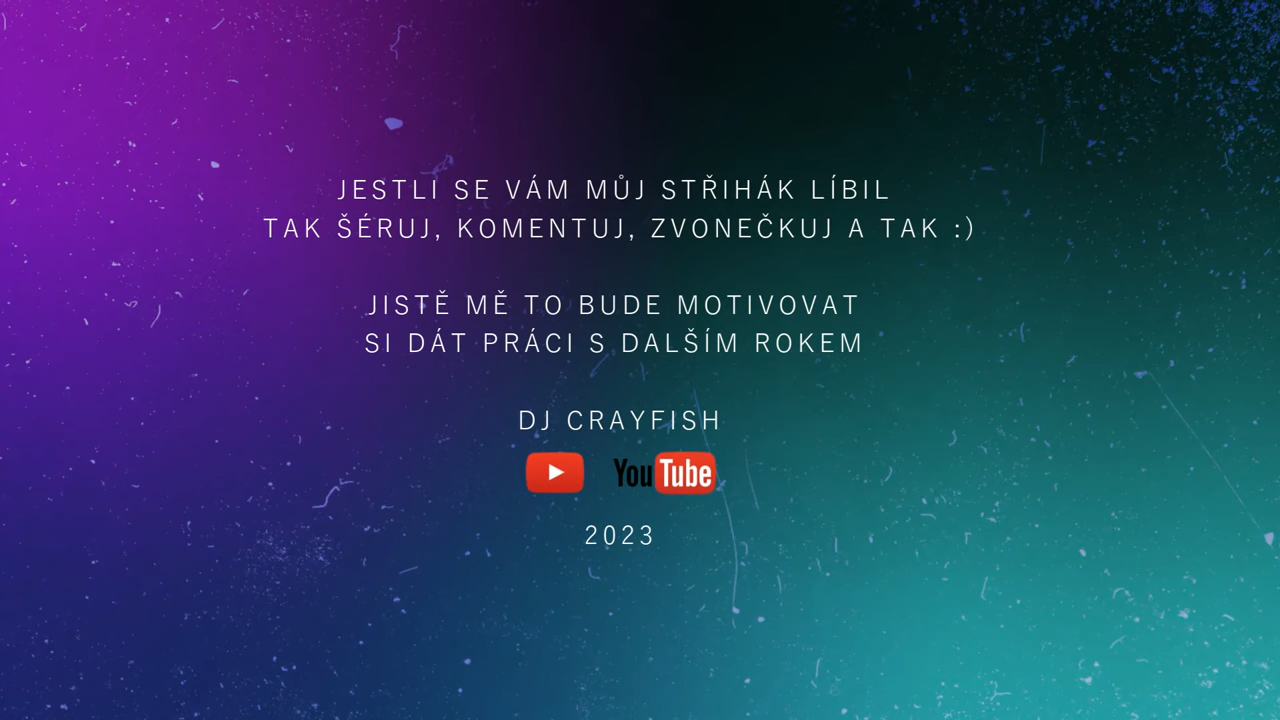 JESTLI SE VÁM MŮJ STŘIHÁK LÍBIL
TAK ŠÉRUJ, KOMENTUJ, ZVONEČKUJ A TAK :)
JISTĚ MĚ TO BUDE MOTIVOVAT
SI DÁT PRÁCI S DALŠÍM ROKEM
DJ CRAYFISH
YouTube
2023